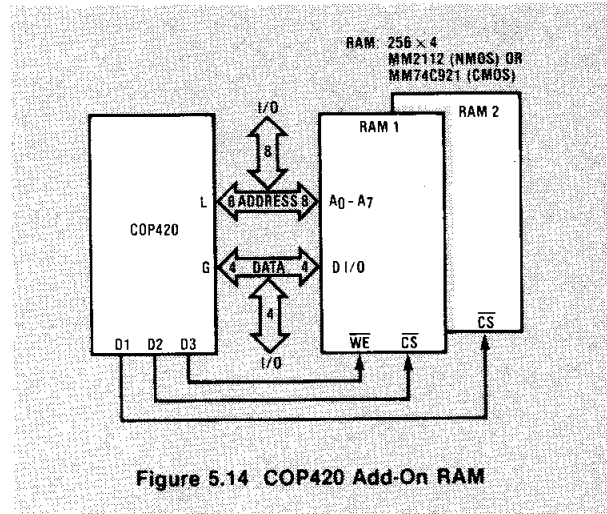 RAM: 256 × 4
MM2112 (NMOS) OR
MM74C921 (CMOS)
I/O
RAM 1
RAM 2
8
L
8 ADDRESS 8
A0 - A7
COP420
G
4 DATA 4
D I/O
4
I/O
D1 D2 D3
WE CS
CS
Figure 5.14 COP420 Add-On RAM